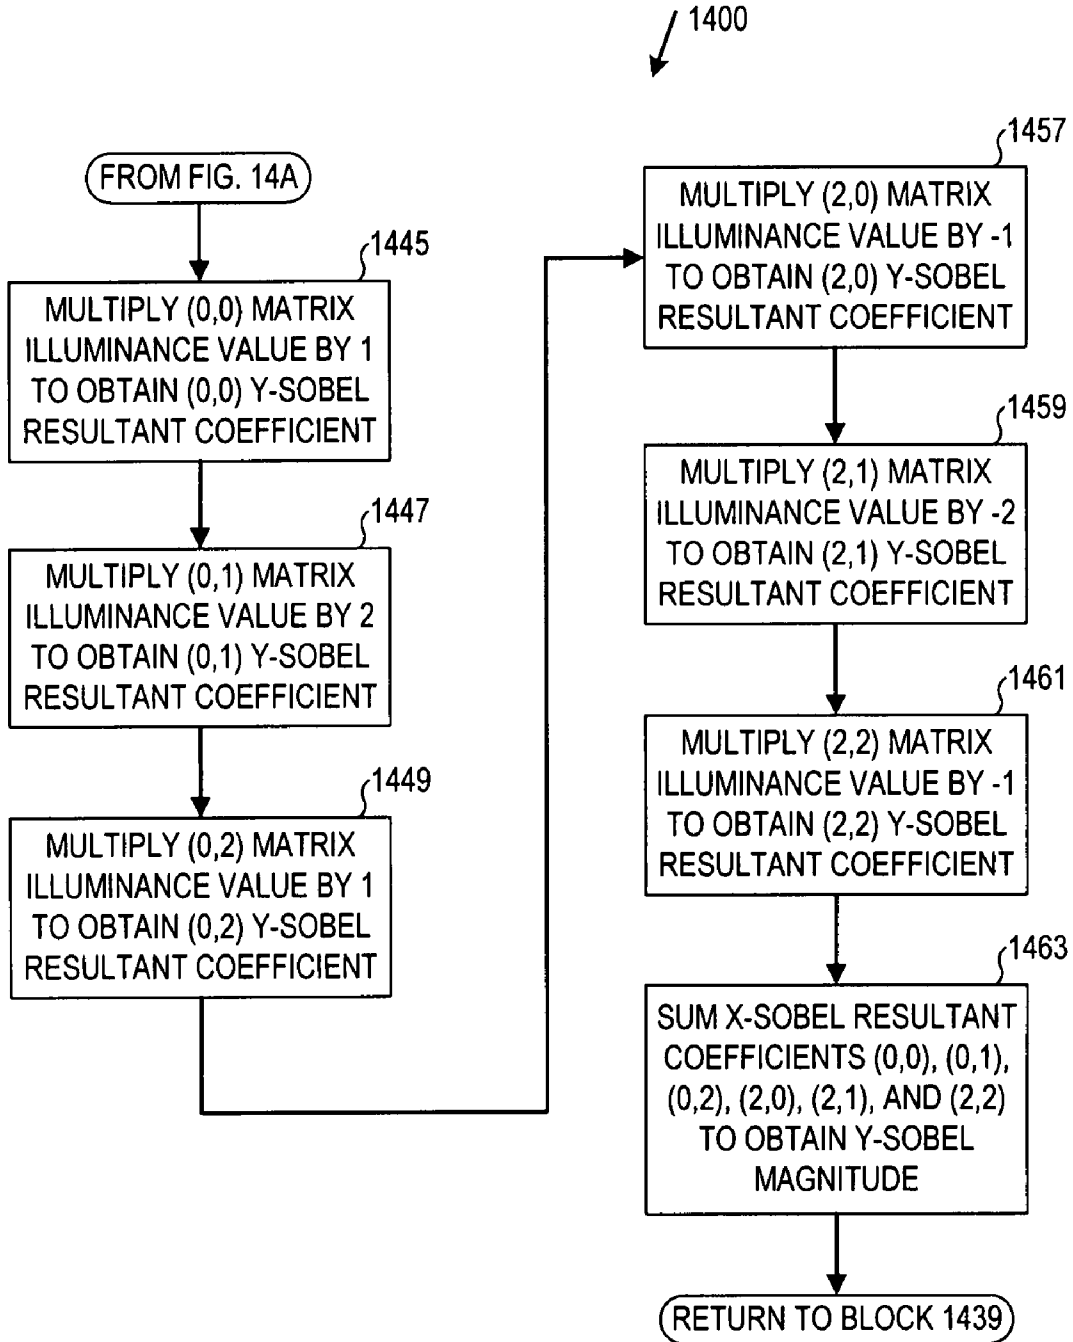 1400
FROM FIG. 14A
1445
MULTIPLY (0,0) MATRIX
ILLUMINANCE VALUE BY 1
TO OBTAIN (0,0) Y-SOBEL
RESULTANT COEFFICIENT
1447
MULTIPLY (0,1) MATRIX
ILLUMINANCE VALUE BY 2
TO OBTAIN (0,1) Y-SOBEL
RESULTANT COEFFICIENT
1449
MULTIPLY (0,2) MATRIX
ILLUMINANCE VALUE BY 1
TO OBTAIN (0,2) Y-SOBEL
RESULTANT COEFFICIENT
1457
MULTIPLY (2,0) MATRIX
ILLUMINANCE VALUE BY -1
TO OBTAIN (2,0) Y-SOBEL
RESULTANT COEFFICIENT
1459
MULTIPLY (2,1) MATRIX
ILLUMINANCE VALUE BY -2
TO OBTAIN (2,1) Y-SOBEL
RESULTANT COEFFICIENT
1461
MULTIPLY (2,2) MATRIX
ILLUMINANCE VALUE BY -1
TO OBTAIN (2,2) Y-SOBEL
RESULTANT COEFFICIENT
1463
SUM X-SOBEL RESULTANT
COEFFICIENTS (0,0), (0,1),
(0,2), (2,0), (2,1), AND (2,2)
TO OBTAIN Y-SOBEL
MAGNITUDE
RETURN TO BLOCK 1439